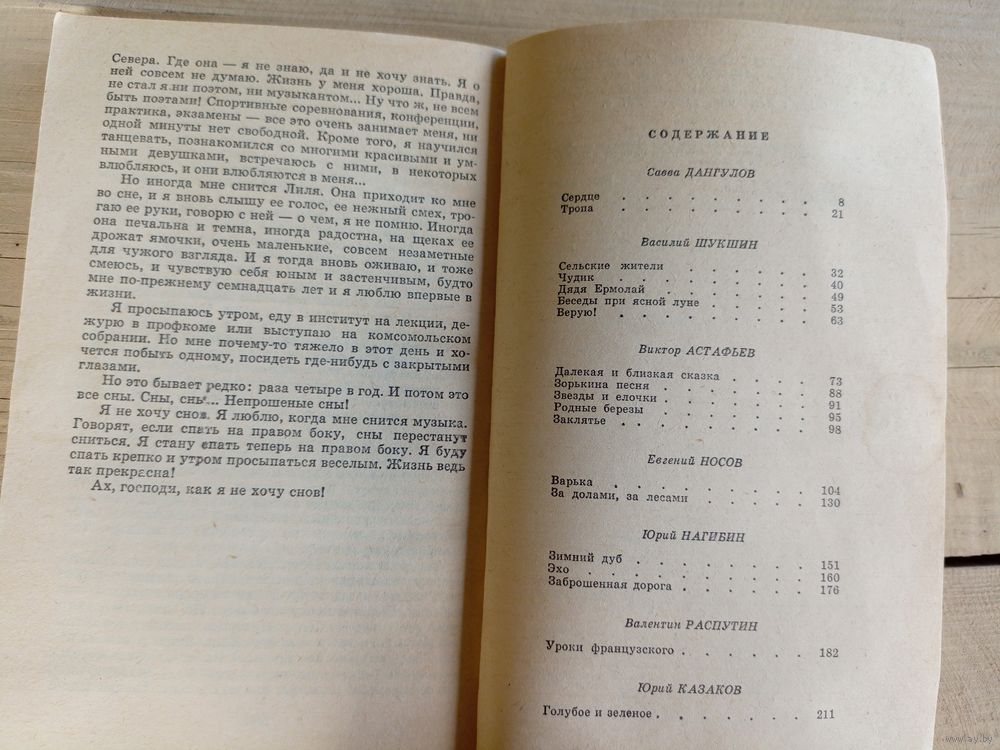 Севера. Где она — я не знаю, да и не хочу знать. Я о
ней совсем не думаю. Жизнь у меня хороша. Правда,
не стал я ни поэтом, ни музыкантом... Ну что ж, не всем
быть поэтами! Спортивные соревнования, конференции,
практика, экзамены — все это очень занимает меня, ни
одной минуты нет свободной. Кроме того, я научился
танцевать, познакомился со многими красивыми и ум-
ными девушками, встречаюсь с ними, в некоторых
влюбляюсь, и они влюбляются в меня...
Но иногда мне снится Лиля. Она приходит ко мне
во сне, и я вновь слышу ее голос, ее нежный смех, тро-
гаю ее руки, говорю с ней — о чем, я не помню. Иногда
она печальна и темна, иногда радостна, на щеках ее
дрожат ямочки, очень маленькие, совсем незаметные
для чужого взгляда. И я тогда вновь оживаю, и тоже
смеюсь, и чувствую себя юным и застенчивым, будто
мне по-прежнему семнадцать лет и я люблю впервые в
жизни.
Я просыпаюсь утром, еду в институт на лекции, де-
журю в профкоме или выступаю на комсомольском
собрании. Но мне почему-то тяжело в этот день и хо-
чется побыть одному, посидеть где-нибудь с закрытыми
глазами.
Но это бывает редко: раза четыре в год. И потом это
все сны. Сны, сны... Непрошеные сны!
Я не хочу снов. Я люблю, когда мне снится музыка.
Говорят, если спать на правом боку, сны перестанут
сниться. Я стану спать теперь на правом боку. Я буду
спать крепко и утром просыпаться веселым. Жизнь ведь
так прекрасна!
Ах, господи, как я не хочу снов!
СОДЕРЖАНИЕ
Савва ДАНГУЛОВ
Сердце . . . . . . . . . 8
Тропа . . . . . . . . . 21
Василий ШУКШИН
Сельские жители . . . . . . 32
Чудик . . . . . . . . . 40
Дядя Ермолай . . . . . . . 49
Беседы при ясной луне . . . . . 53
Верую! . . . . . . . . 63
Виктор АСТАФЬЕВ
Далекая и близкая сказка . . . . 73
Зорькина песня . . . . . . . 88
Звезды и елочки . . . . . . 91
Родные березы . . . . . . 95
Заклятье . . . . . . . . 98
Евгений НОСОВ
Варька . . . . . . . . 104
За долами, за лесами . . . . . 130
Юрий НАГИБИН
Зимний дуб . . . . . . . . 151
Эхо . . . . . . . . . 160
Заброшенная дорога . . . . . . 176
Валентин РАСПУТИН
Уроки французского . . . . . . 182
Юрий КАЗАКОВ
Голубое и зеленое . . . . . . 211
www.ay.by